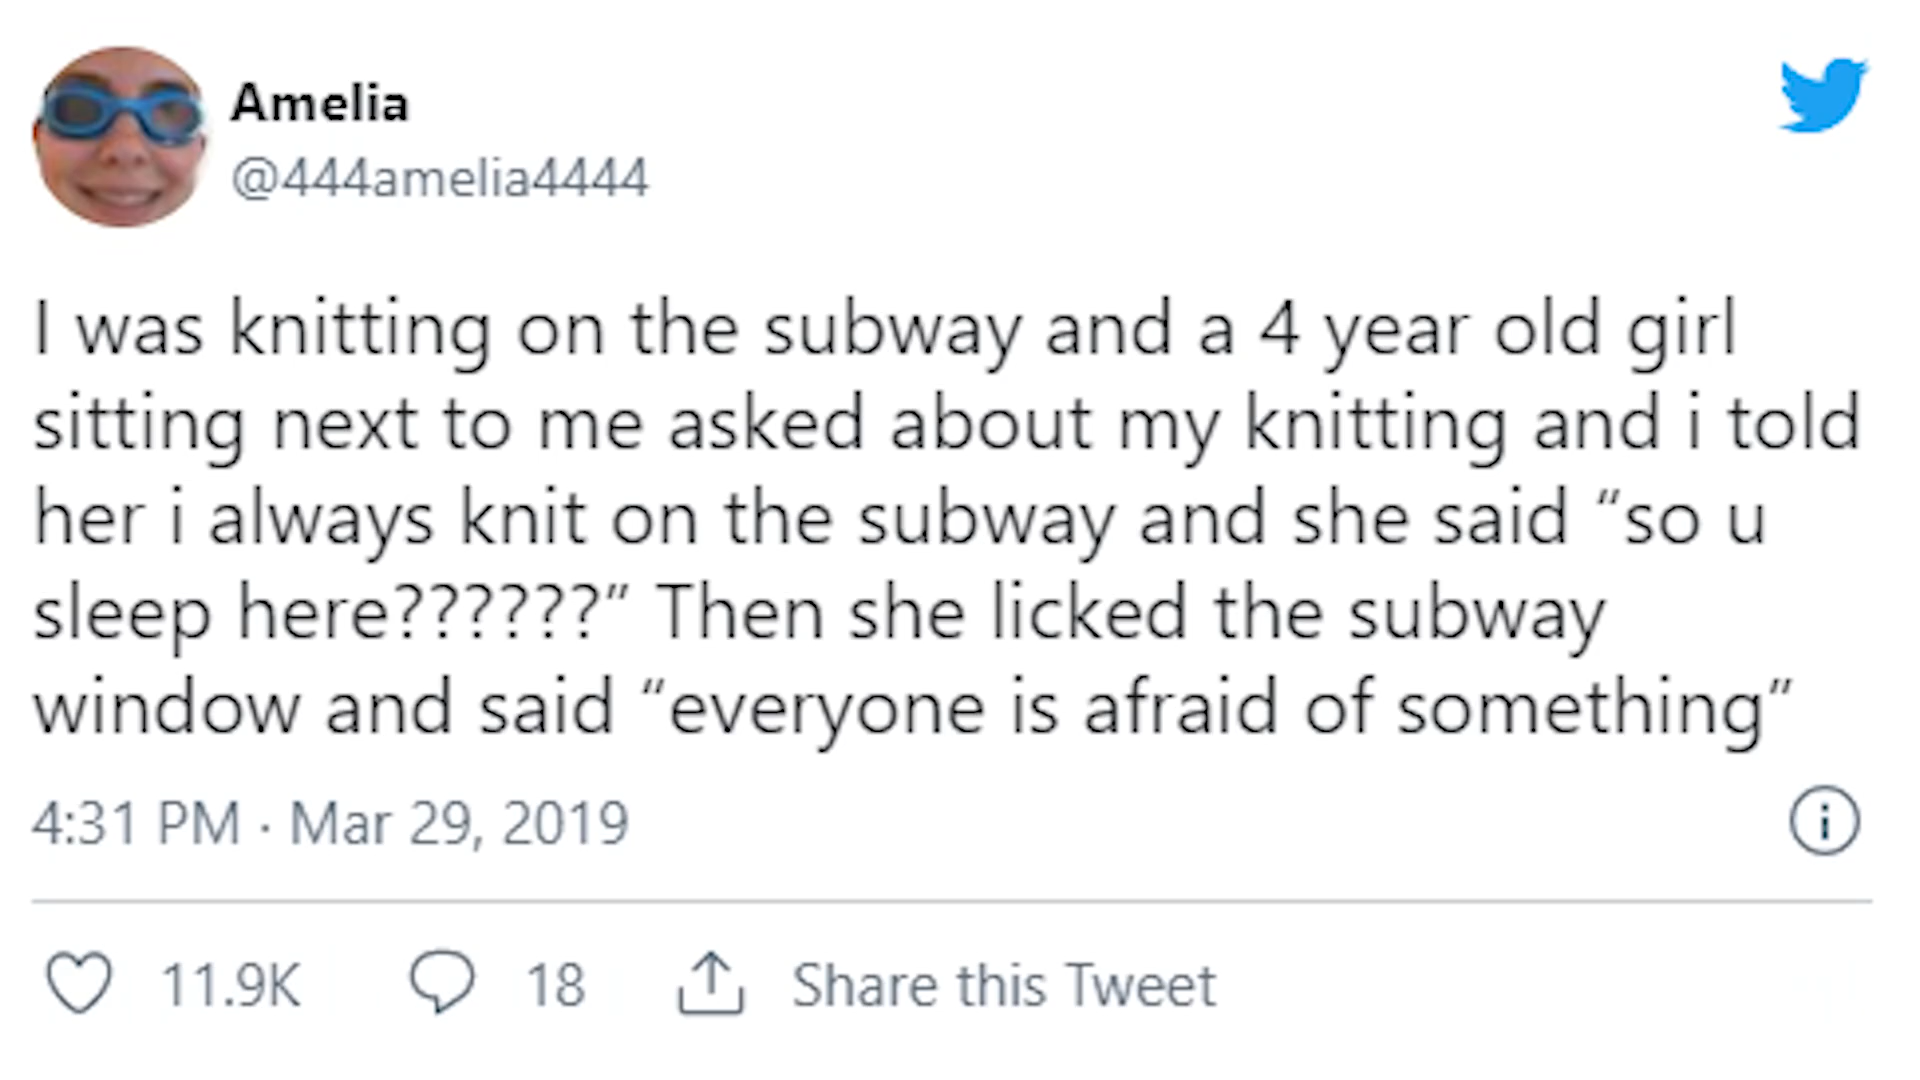 Amelia
@444amelia4444
I was knitting on the subway and a 4 year old girl
sitting next to me asked about my knitting and i told
her i always knit on the subway and she said “so u
sleep here??????” Then she licked the subway
window and said “everyone is afraid of something”
4:31 PM · Mar 29, 2019
11.9K 18 Share this Tweet